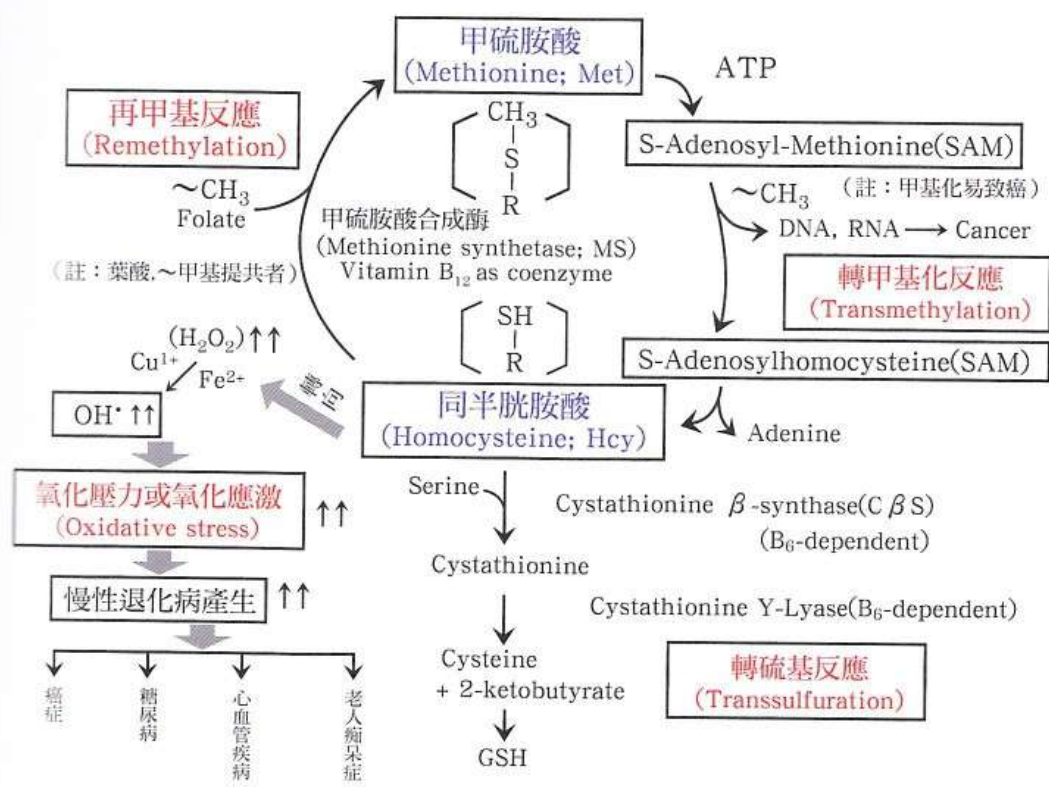 甲硫胺酸
(Methionine; Met)
ATP
再甲基反應
(Remethylation)
CH₃
S
R
S-Adenosyl-Methionine(SAM)
～CH₃
Folate
～CH₃
(註：甲基化易致癌)
DNA, RNA → Cancer
甲硫胺酸合成酶
(Methionine synthetase; MS)
Vitamin B₁₂ as coenzyme
(註：葉酸,～甲基提共者)
轉甲基化反應
(Transmethylation)
SH
R
(H₂O₂)↑↑
Cu¹⁺
Fe²⁺
S-Adenosylhomocysteine(SAM)
OH• ↑↑
同半胱胺酸
(Homocysteine; Hcy)
Adenine
氧化壓力或氧化應激
(Oxidative stress)
↑↑
Serine
Cystathionine β-synthase(CβS)
(B₆-dependent)
Cystathionine
慢性退化病產生
↑↑
Cystathionine Y-Lyase(B₆-dependent)
Cysteine
+ 2-ketobutyrate
轉硫基反應
(Transsulfuration)
GSH
癌症
糖尿病
心血管疾病
老人痴呆症